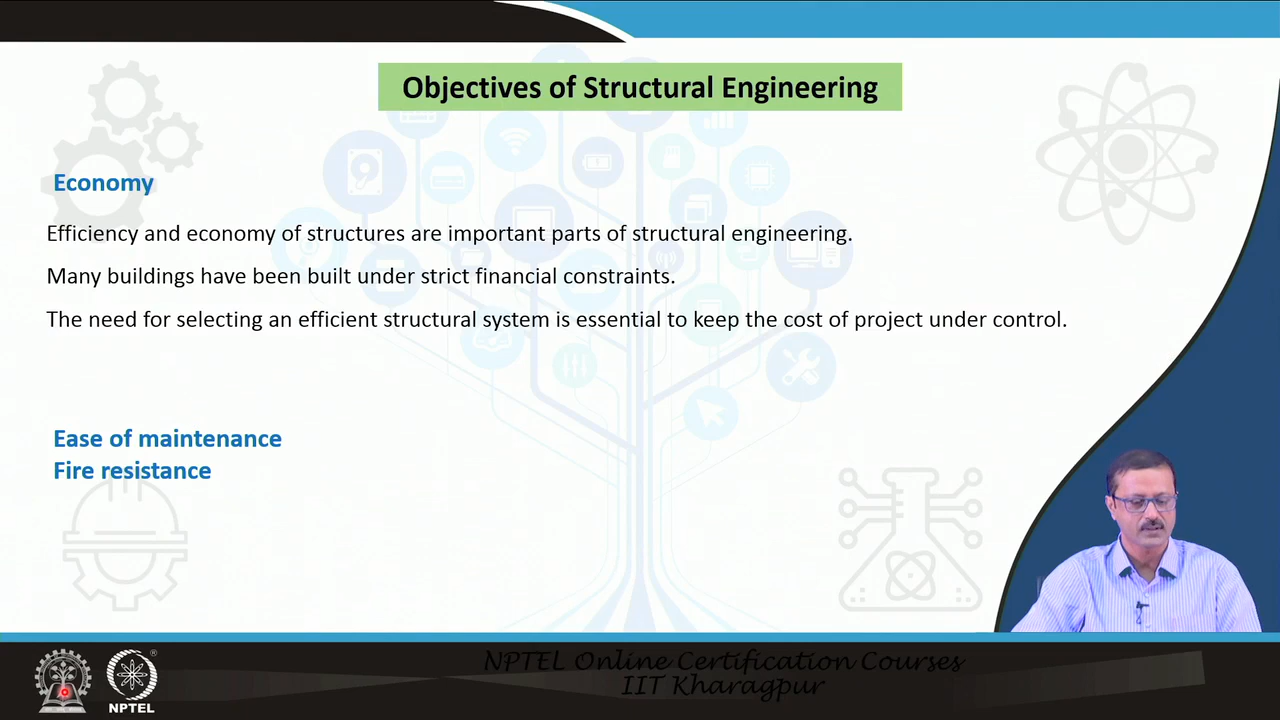 Objectives of Structural Engineering
Economy
Efficiency and economy of structures are important parts of structural engineering.
Many buildings have been built under strict financial constraints.
The need for selecting an efficient structural system is essential to keep the cost of project under control.
Ease of maintenance
Fire resistance
NPTEL Online Certification Courses
IIT Kharagpur
®
NPTEL